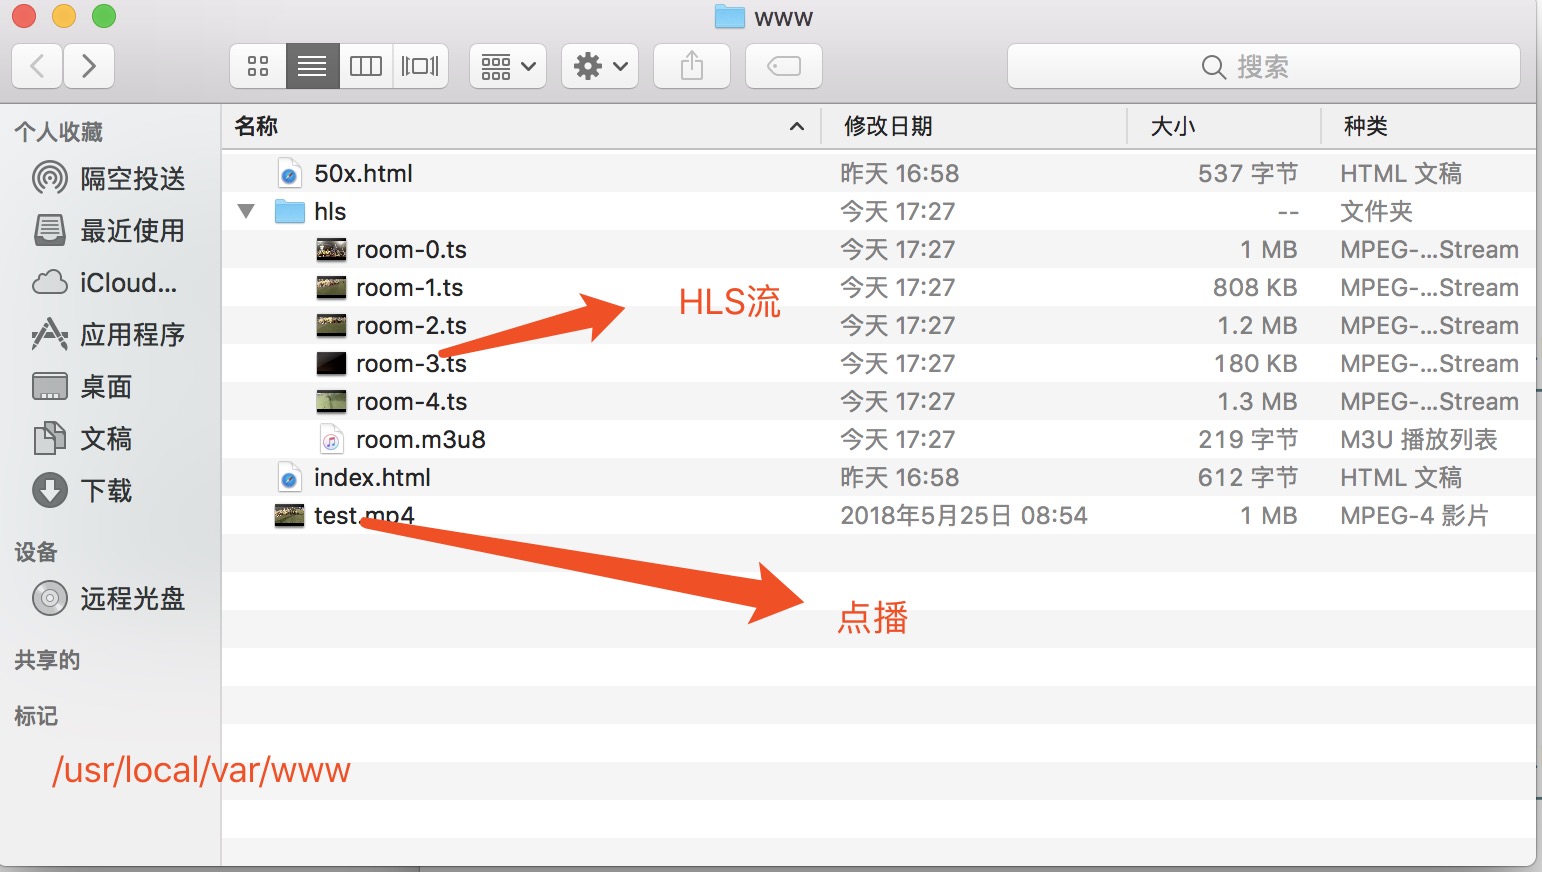 www
搜索
个人收藏
隔空投送
最近使用
iCloud...
应用程序
桌面
文稿
下载
设备
远程光盘
共享的
标记
名称 修改日期 大小 种类
50x.html 昨天 16:58 537 字节 HTML 文稿
hls 今天 17:27 -- 文件夹
room-0.ts 今天 17:27 1 MB MPEG-...Stream
room-1.ts 今天 17:27 808 KB MPEG-...Stream
room-2.ts 今天 17:27 1.2 MB MPEG-...Stream
room-3.ts 今天 17:27 180 KB MPEG-...Stream
room-4.ts 今天 17:27 1.3 MB MPEG-...Stream
room.m3u8 今天 17:27 219 字节 M3U 播放列表
index.html 昨天 16:58 612 字节 HTML 文稿
test.mp4 2018年5月25日 08:54 1 MB MPEG-4 影片
HLS流
点播
/usr/local/var/www